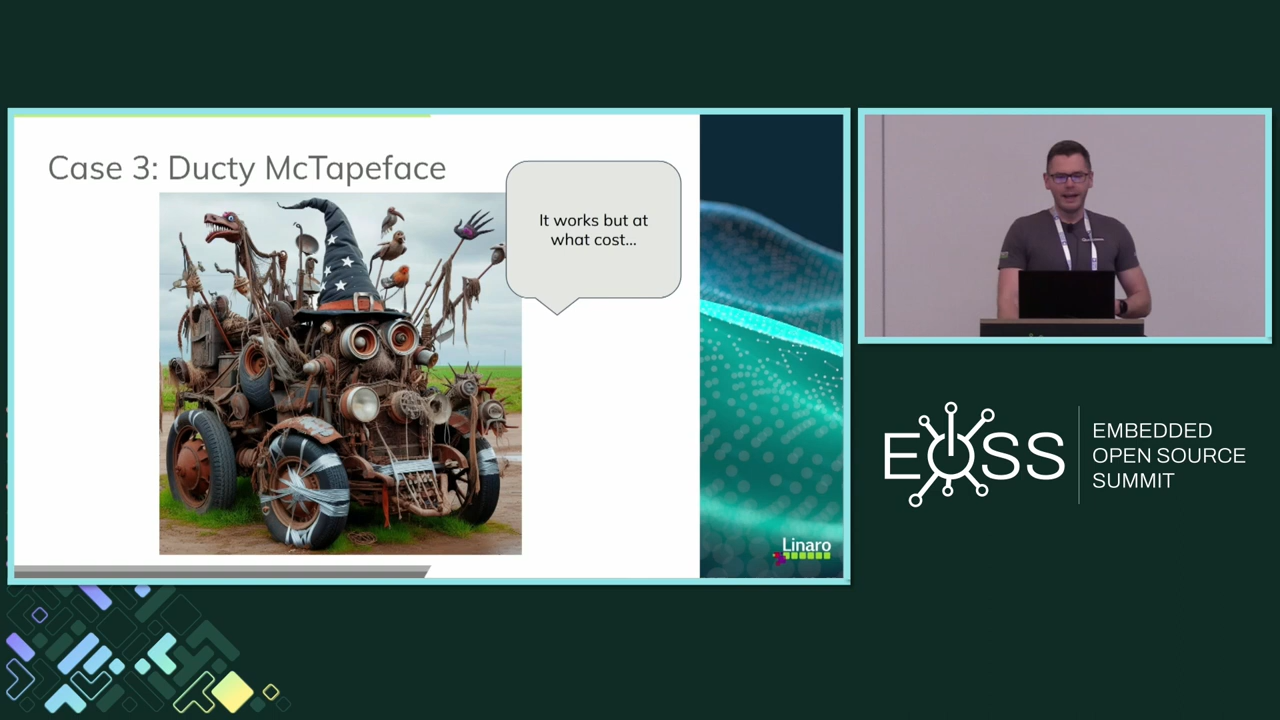 Case 3: Ducty McTapeface
It works but at
what cost...
Linaro
EOSS
EMBEDDED
OPEN SOURCE
SUMMIT